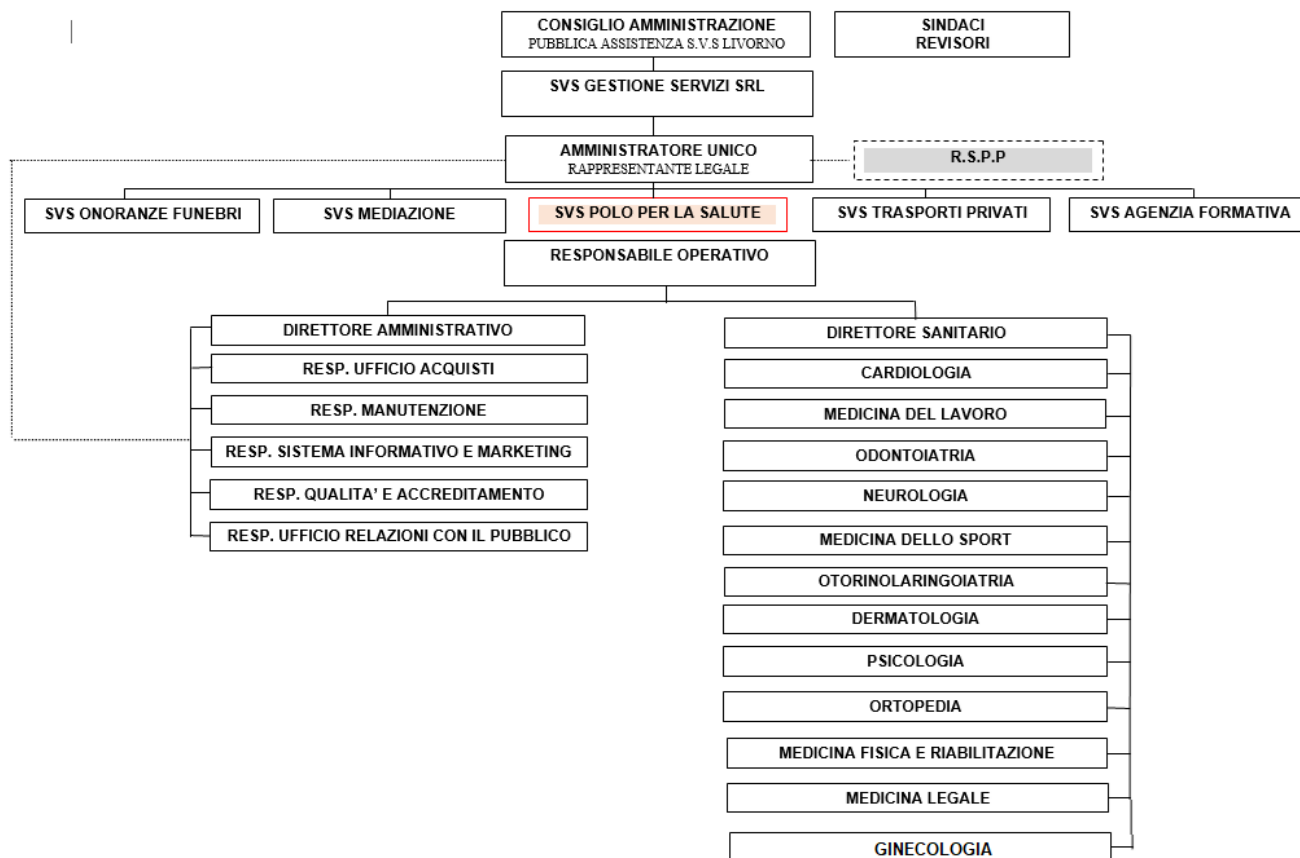 CONSIGLIO AMMINISTRAZIONE
PUBBLICA ASSISTENZA S.V.S LIVORNO
SINDACI
REVISORI
SVS GESTIONE SERVIZI SRL
AMMINISTRATORE UNICO
RAPPRESENTANTE LEGALE
R.S.P.P
SVS ONORANZE FUNEBRI
SVS MEDIAZIONE
SVS POLO PER LA SALUTE
SVS TRASPORTI PRIVATI
SVS AGENZIA FORMATIVA
RESPONSABILE OPERATIVO
DIRETTORE AMMINISTRATIVO
RESP. UFFICIO ACQUISTI
RESP. MANUTENZIONE
RESP. SISTEMA INFORMATIVO E MARKETING
RESP. QUALITA' E ACCREDITAMENTO
RESP. UFFICIO RELAZIONI CON IL PUBBLICO
DIRETTORE SANITARIO
CARDIOLOGIA
MEDICINA DEL LAVORO
ODONTOIATRIA
NEUROLOGIA
MEDICINA DELLO SPORT
OTORINOLARINGOIATRIA
DERMATOLOGIA
PSICOLOGIA
ORTOPEDIA
MEDICINA FISICA E RIABILITAZIONE
MEDICINA LEGALE
GINECOLOGIA